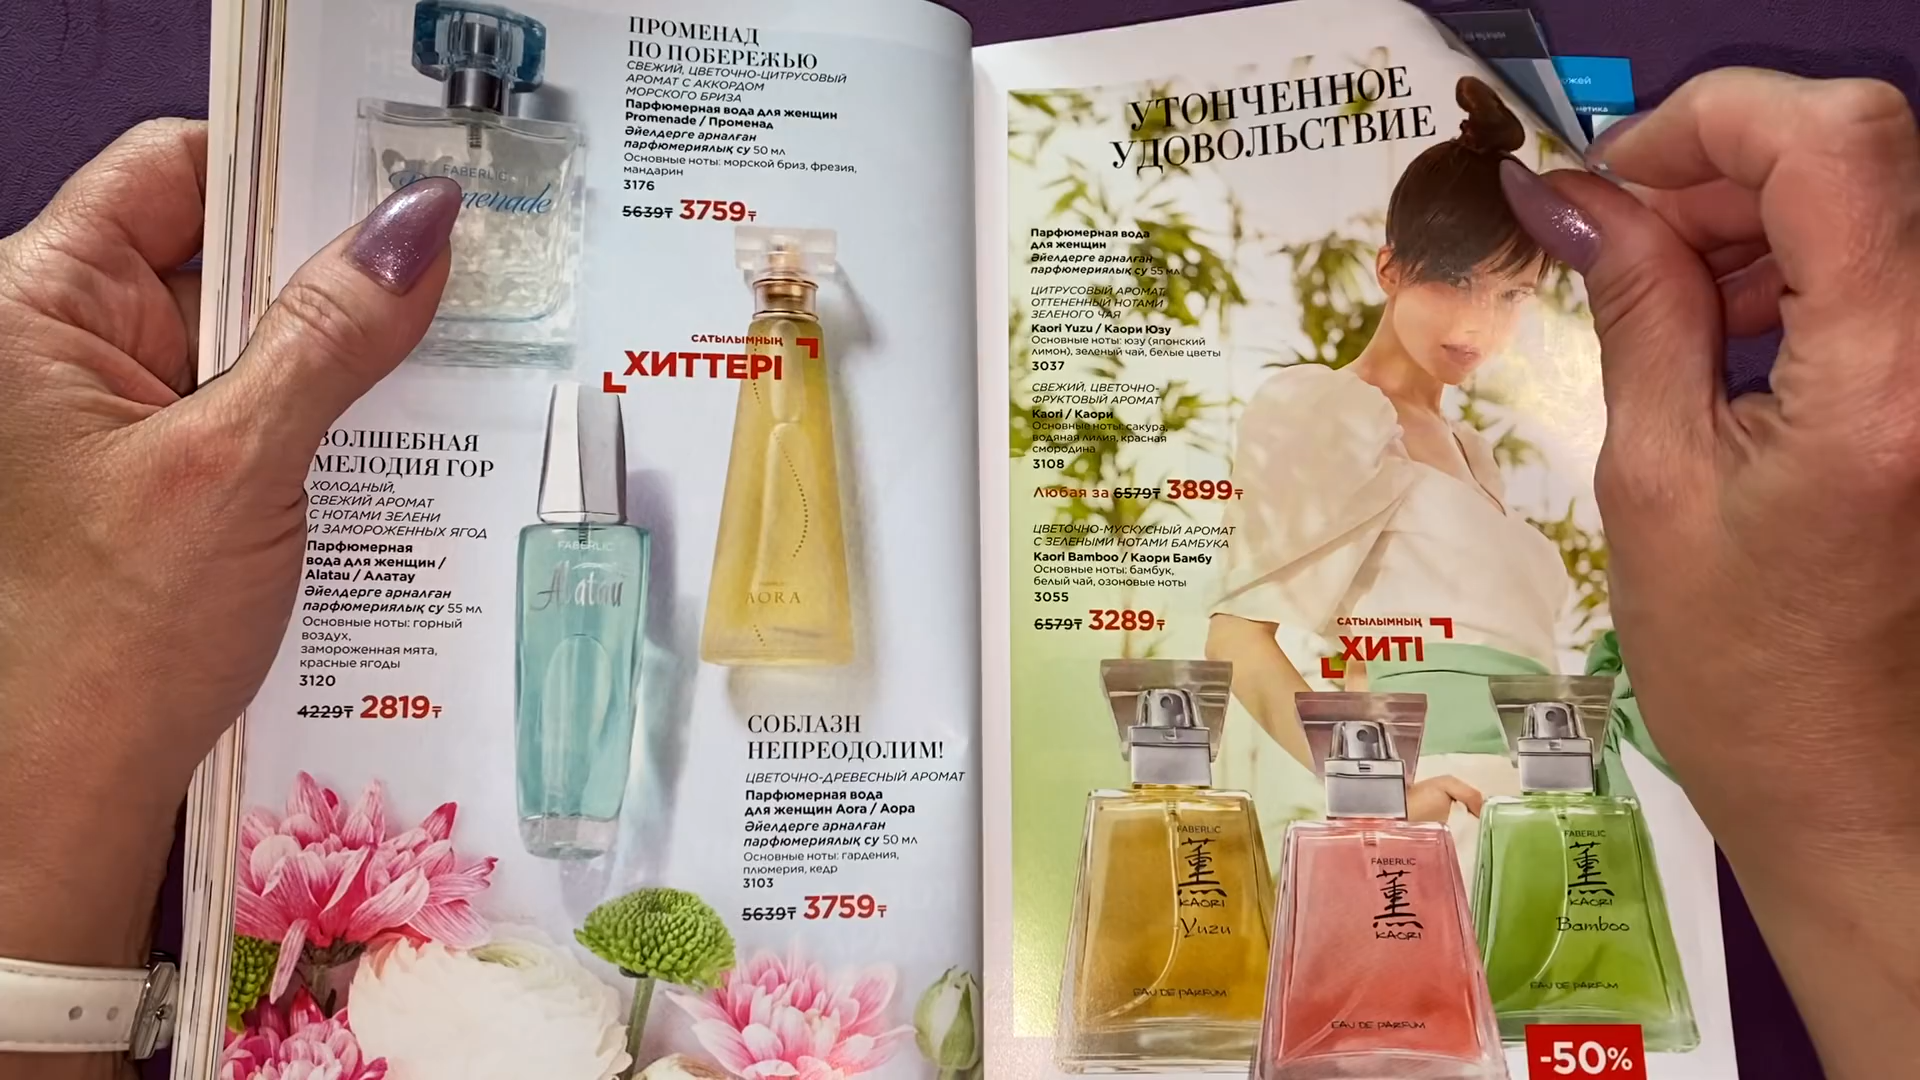 ПРОМЕНАД
ПО ПОБЕРЕЖЬЮ
СВЕЖИЙ, ЦВЕТОЧНО-ЦИТРУСОВЫЙ
АРОМАТ С АККОРДОМ
МОРСКОГО БРИЗА
Парфюмерная вода для женщин
Promenade / Променад
Әйелдерге арналған
парфюмериялық су 50 мл
Основные ноты: морской бриз, фрезия,
мандарин
3176
5639₸ 3759₸
FABERLIC
САТЫЛЫМНЫҢ
ХИТТЕРІ
ВОЛШЕБНАЯ
МЕЛОДИЯ ГОР
ХОЛОДНЫЙ,
СВЕЖИЙ АРОМАТ
С НОТАМИ ЗЕЛЕНИ
И ЗАМОРОЖЕННЫХ ЯГОД
Парфюмерная
вода для женщин /
Alatau / Алатау
Әйелдерге арналған
парфюмериялық су 55 мл
Основные ноты: горный
воздух,
замороженная мята,
красные ягоды
3120
4229₸ 2819₸
FABERLIC
Alatau
AORA
СОБЛАЗН
НЕПРЕОДОЛИМ!
ЦВЕТОЧНО-ДРЕВЕСНЫЙ АРОМАТ
Парфюмерная вода
для женщин Aora / Аора
Әйелдерге арналған
парфюмериялық су 50 мл
Основные ноты: гардения,
плюмерия, кедр
3103
5639₸ 3759₸
УТОНЧЕННОЕ
УДОВОЛЬСТВИЕ
Парфюмерная вода
для женщин
Әйелдерге арналған
парфюмериялық су 55 мл
ЦИТРУСОВЫЙ АРОМАТ,
ОТТЕНЕННЫЙ НОТАМИ
ЗЕЛЕНОГО ЧАЯ
Kaori Yuzu / Каори Юзу
Основные ноты: юзу (японский
лимон), зеленый чай, белые цветы
3037
СВЕЖИЙ, ЦВЕТОЧНО-
ФРУКТОВЫЙ АРОМАТ
Kaori / Каори
Основные ноты: сакура,
водяная лилия, красная
смородина
3108
Любая за 6579₸ 3899₸
ЦВЕТОЧНО-МУСКУСНЫЙ АРОМАТ
С ЗЕЛЕНЫМИ НОТАМИ БАМБУКА
Kaori Bamboo / Каори Бамбу
Основные ноты: бамбук,
белый чай, озоновые ноты
3055
6579₸ 3289₸
САТЫЛЫМНЫҢ
ХИТІ
FABERLIC
薫
KAORI
Yuzu
EAU DE PARFUM
FABERLIC
薫
KAORI
EAU DE PARFUM
FABERLIC
薫
KAORI
Bamboo
EAU DE PARFUM
-50%